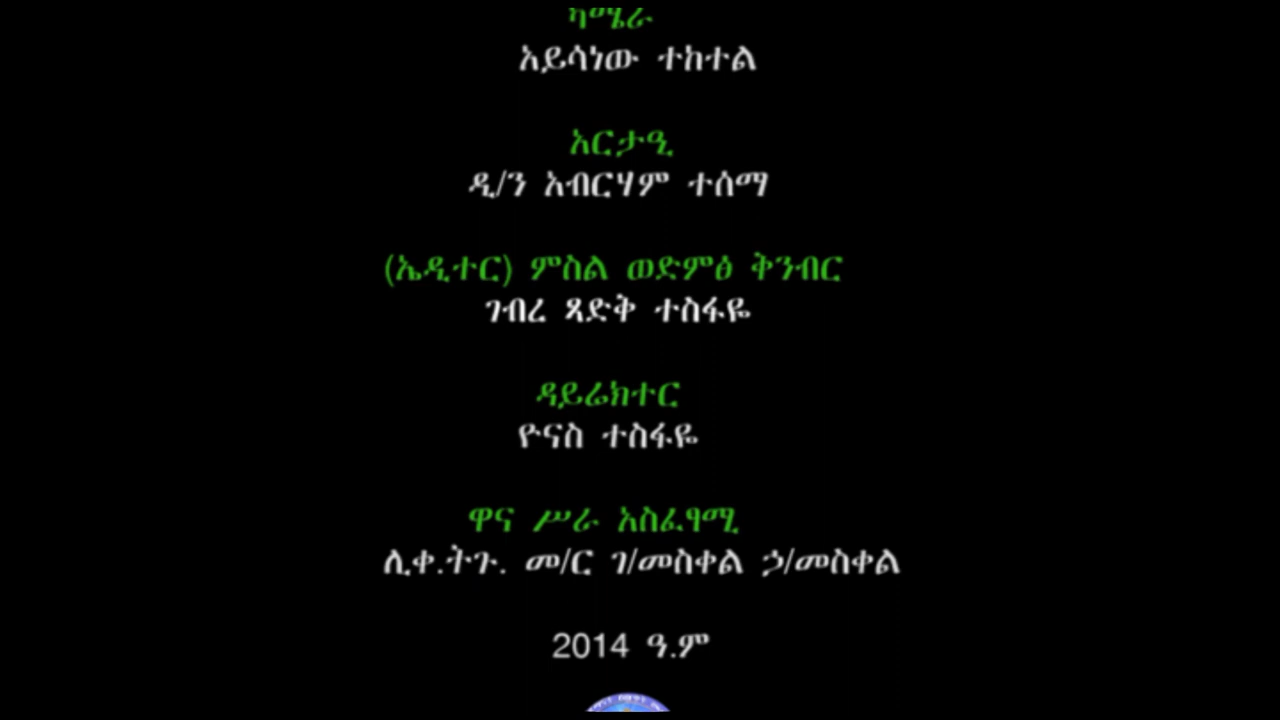 ካሜራ
አይሳነው ተከተል
አርታዒ
ዲ/ን አብርሃም ተሰማ
(ኤዲተር) ምስል ወድምፅ ቅንብር
ገብረ ጻድቅ ተስፋዬ
ዳይሬክተር
ዮናስ ተስፋዬ
ዋና ሥራ አስፈፃሚ
ሊቀ.ትጉ. መ/ር ገ/መስቀል ኃ/መስቀል
2014 ዓ.ም